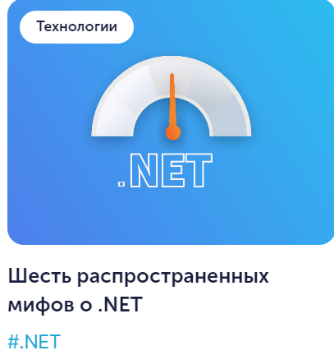 Технологии
.NET
Шесть распространенных
мифов о .NET
#.NET